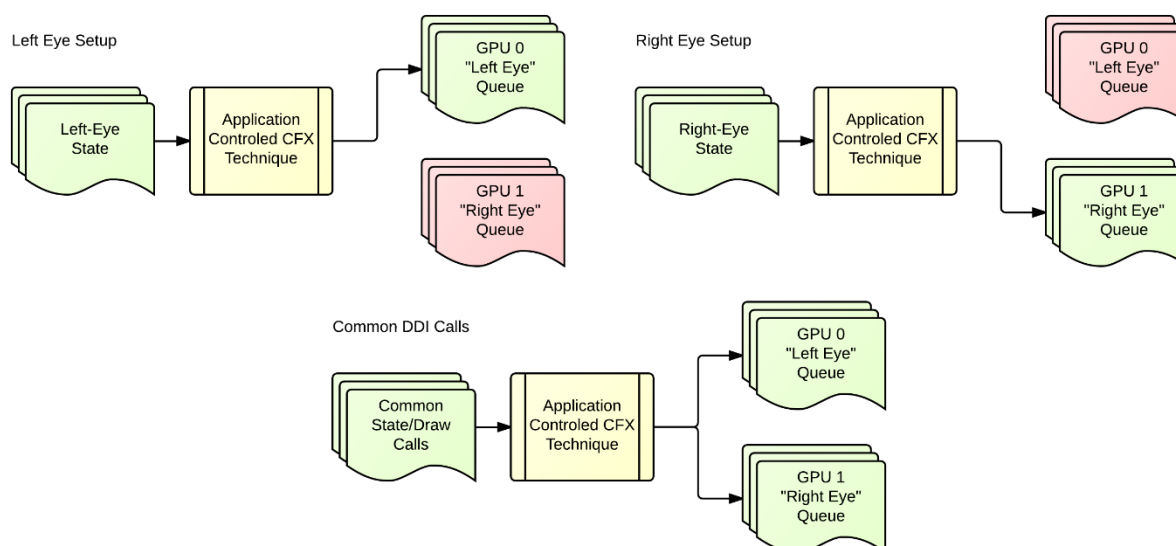 Left Eye Setup
Left-Eye
State
Application
Controled CFX
Technique
GPU 0
"Left Eye"
Queue
GPU 1
"Right Eye"
Queue
Right Eye Setup
Right-Eye
State
Application
Controled CFX
Technique
GPU 0
"Left Eye"
Queue
GPU 1
"Right Eye"
Queue
Common DDI Calls
Common
State/Draw
Calls
Application
Controled CFX
Technique
GPU 0
"Left Eye"
Queue
GPU 1
"Right Eye"
Queue